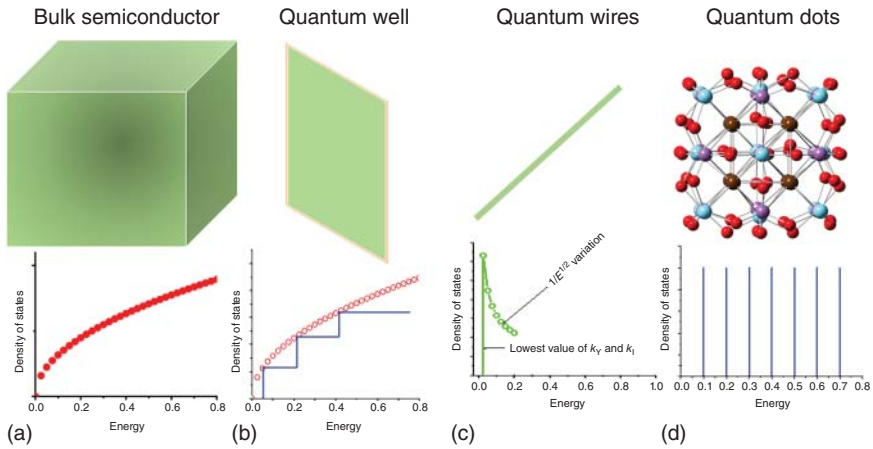 Bulk semiconductor
Quantum well
Quantum wires
Quantum dots
Density of states
0.0 0.2 0.4 0.6 0.8
Energy
(a)
Density of states
0.0 0.2 0.4 0.6 0.8
Energy
(b)
Density of states
1/E^1/2 variation
Lowest value of kY and kl
0.0 0.2 0.4 0.6 0.8 1.0
Energy
(c)
Density of states
0.0 0.1 0.2 0.3 0.4 0.5 0.6 0.7 0.8
Energy
(d)